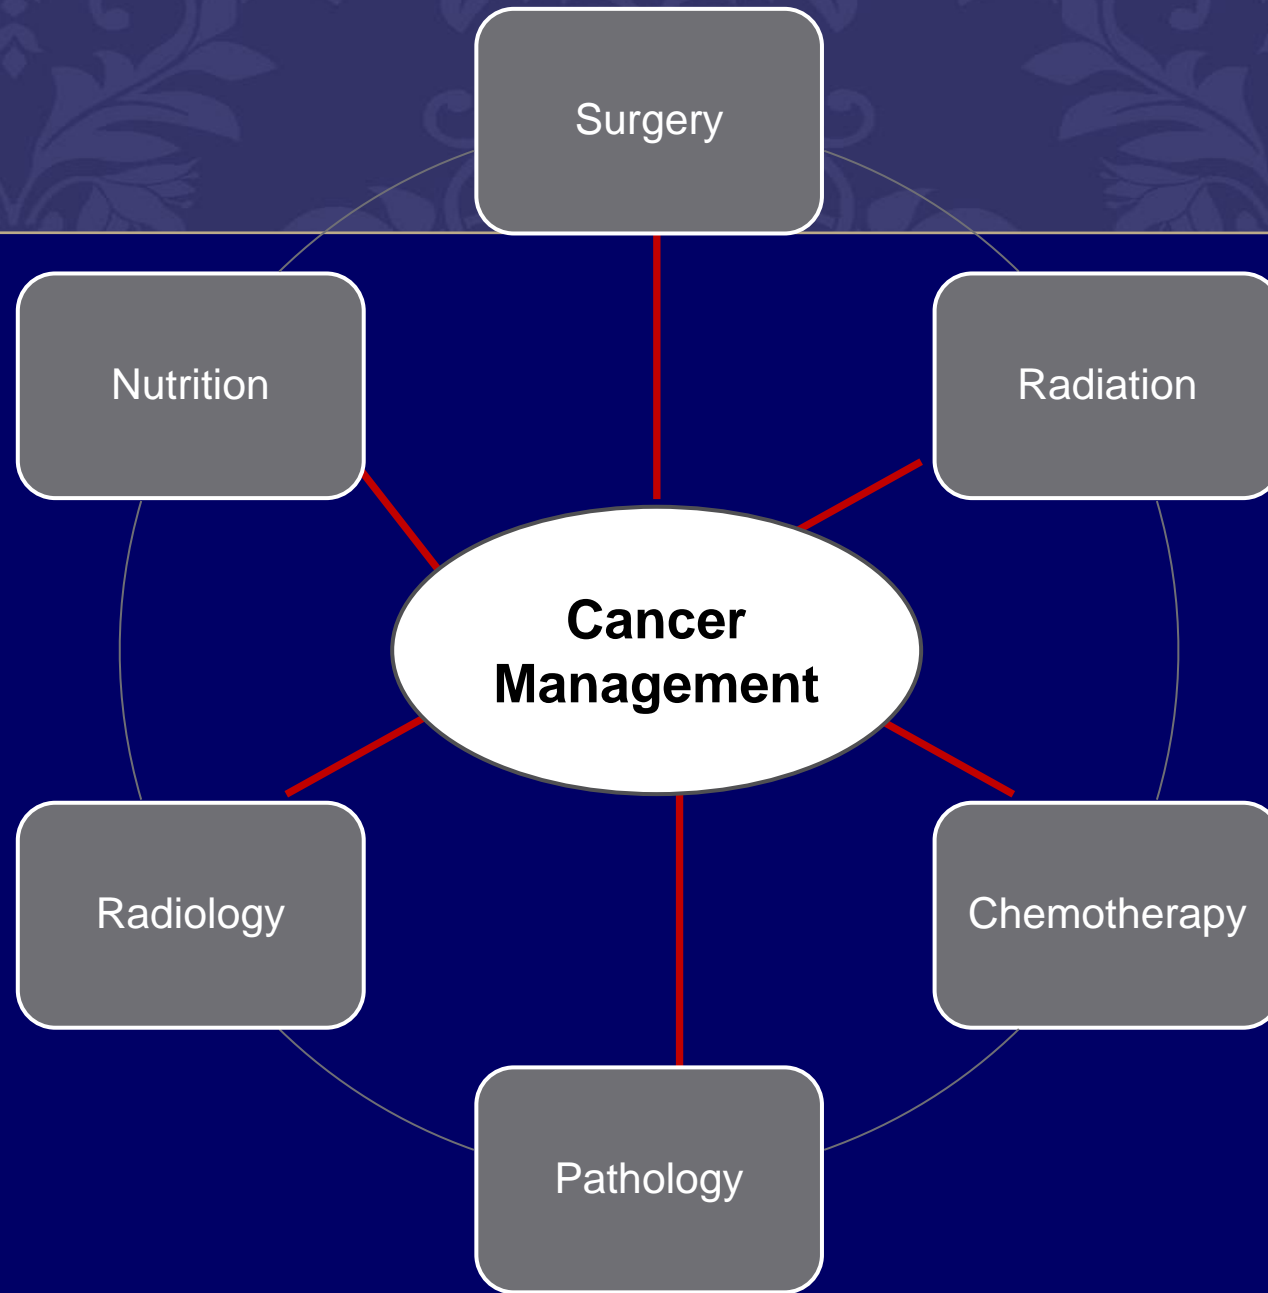 Surgery
Nutrition
Radiation
Cancer
Management
Radiology
Chemotherapy
Pathology